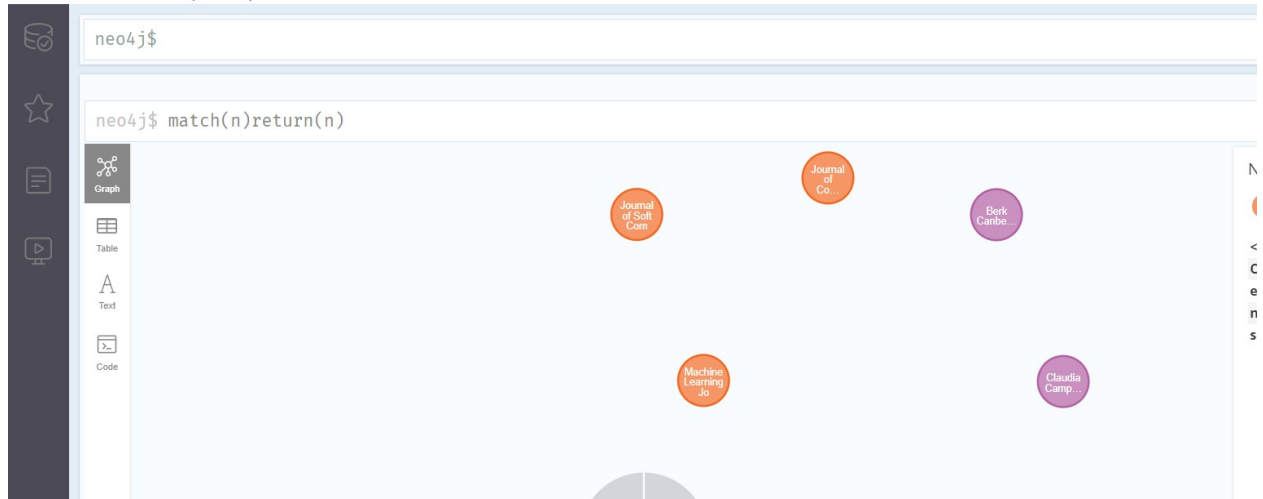 neo4j$
neo4j$ match(n)return(n)
Graph
Table
Text
Code
Journal
of
Co...
Journal
of Soft
Com
Berk
Canbe...
Machine
Learning
Jo
Claudia
Camp...
N
<
C
e
n
s